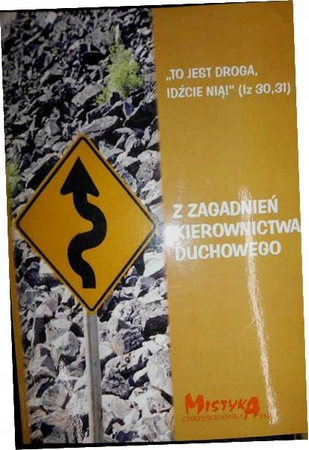 „TO JEST DROGA,
IDŹCIE NIĄ!” (Iz 30,31)
Z ZAGADNIEŃ
KIEROWNICTWA
DUCHOWEGO
MISTYKA
CHRZEŚCIJAŃSKA